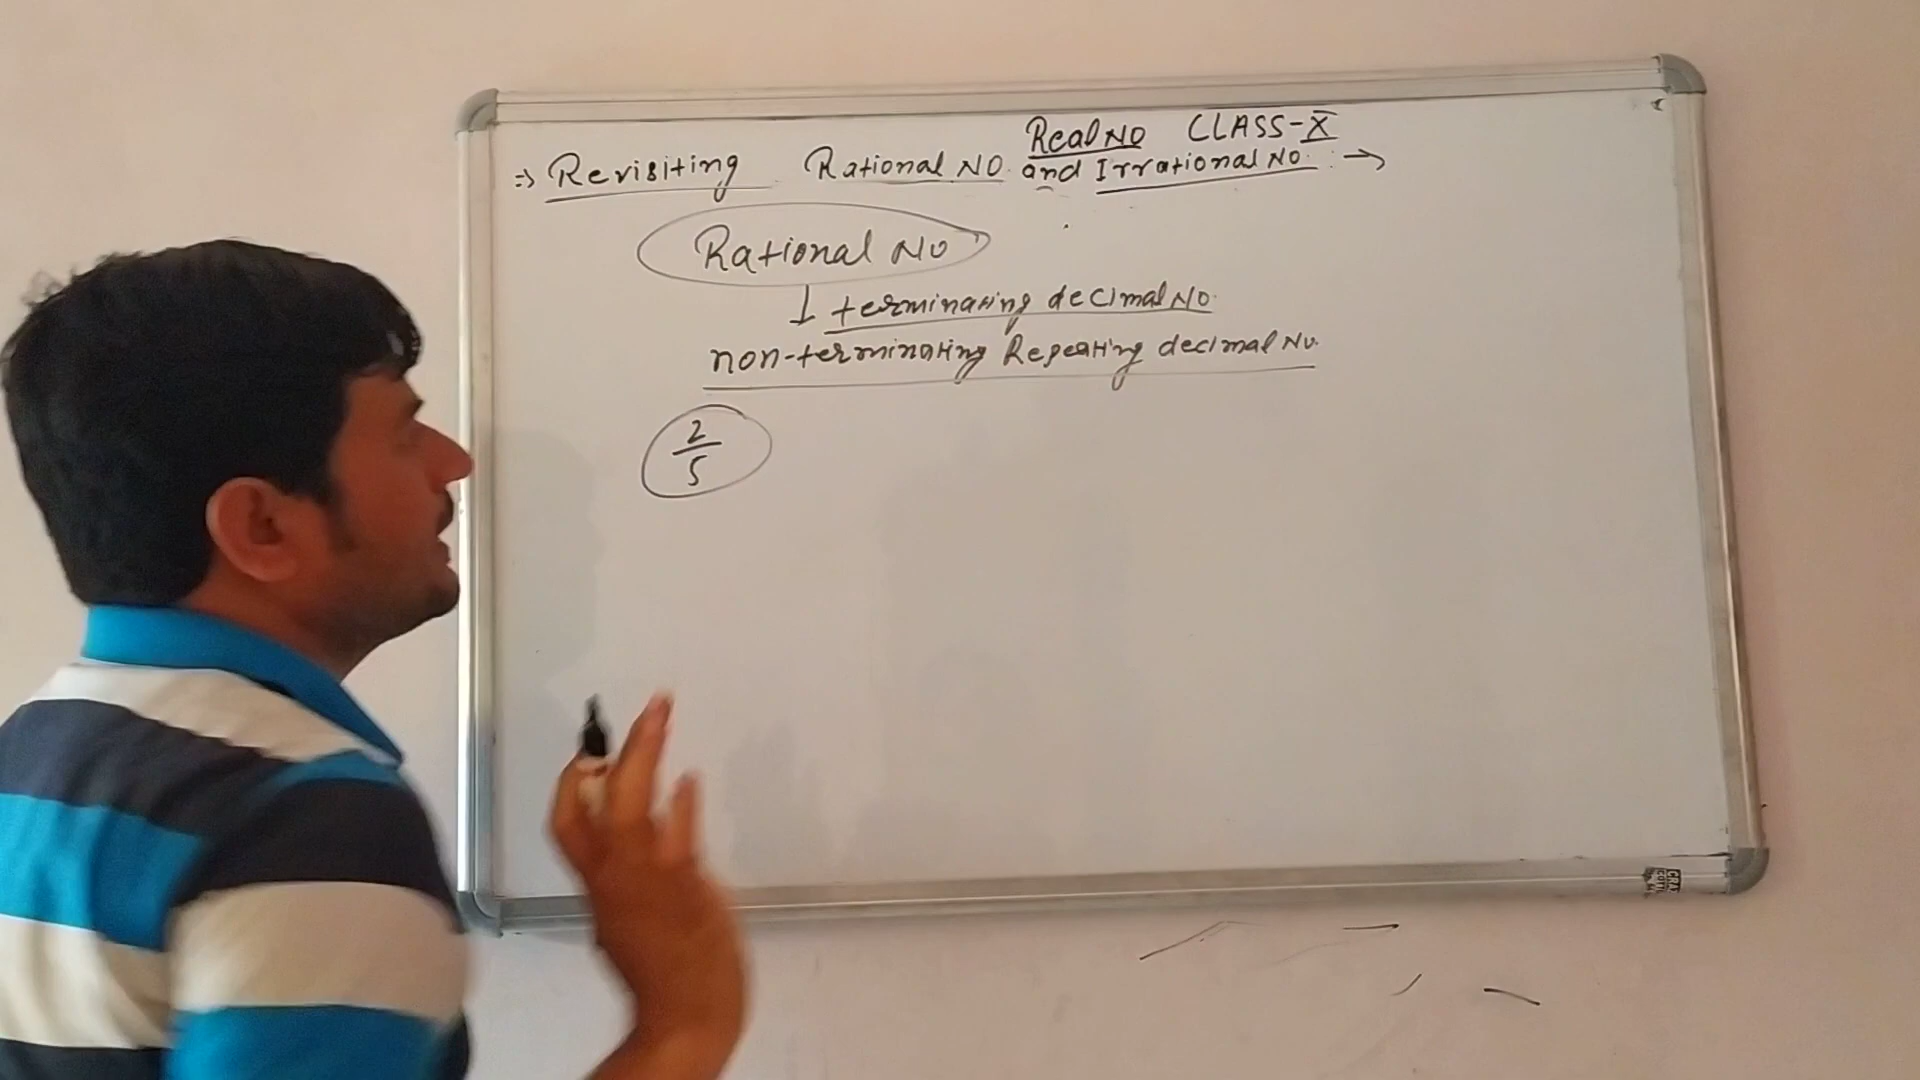 Real NO CLASS-X
⇒ Revisiting Rational NO. and Irrational No. →
Rational No
↓ terminating decimal No.
non-terminating Repeating decimal No.
2
5